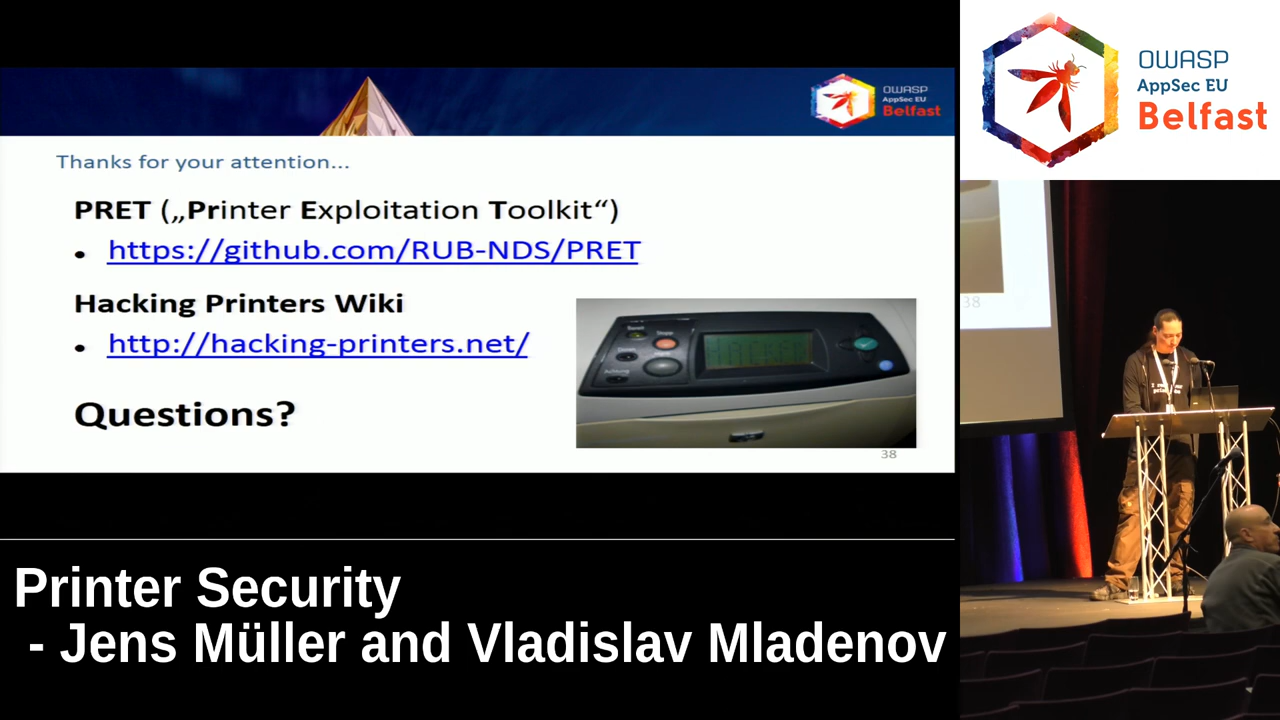 OWASP
AppSec EU
Belfast
Thanks for your attention...
PRET („Printer Exploitation Toolkit“)
• https://github.com/RUB-NDS/PRET
Hacking Printers Wiki
• http://hacking-printers.net/
Questions?
38
Printer Security
- Jens Müller and Vladislav Mladenov
OWASP
AppSec EU
Belfast
38